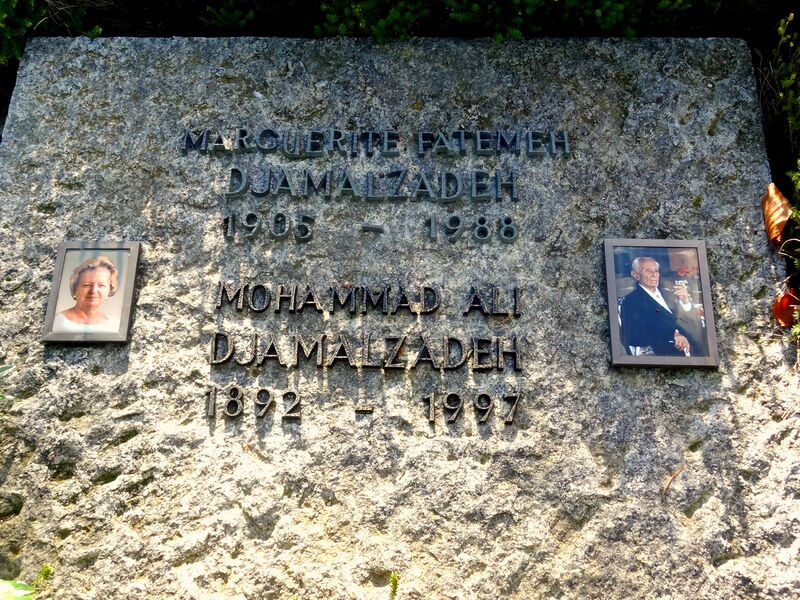 MARGUERITE FATEMEH
DJAMALZADEH
1905 - 1988
MOHAMMAD ALI
DJAMALZADEH
1892 - 1997